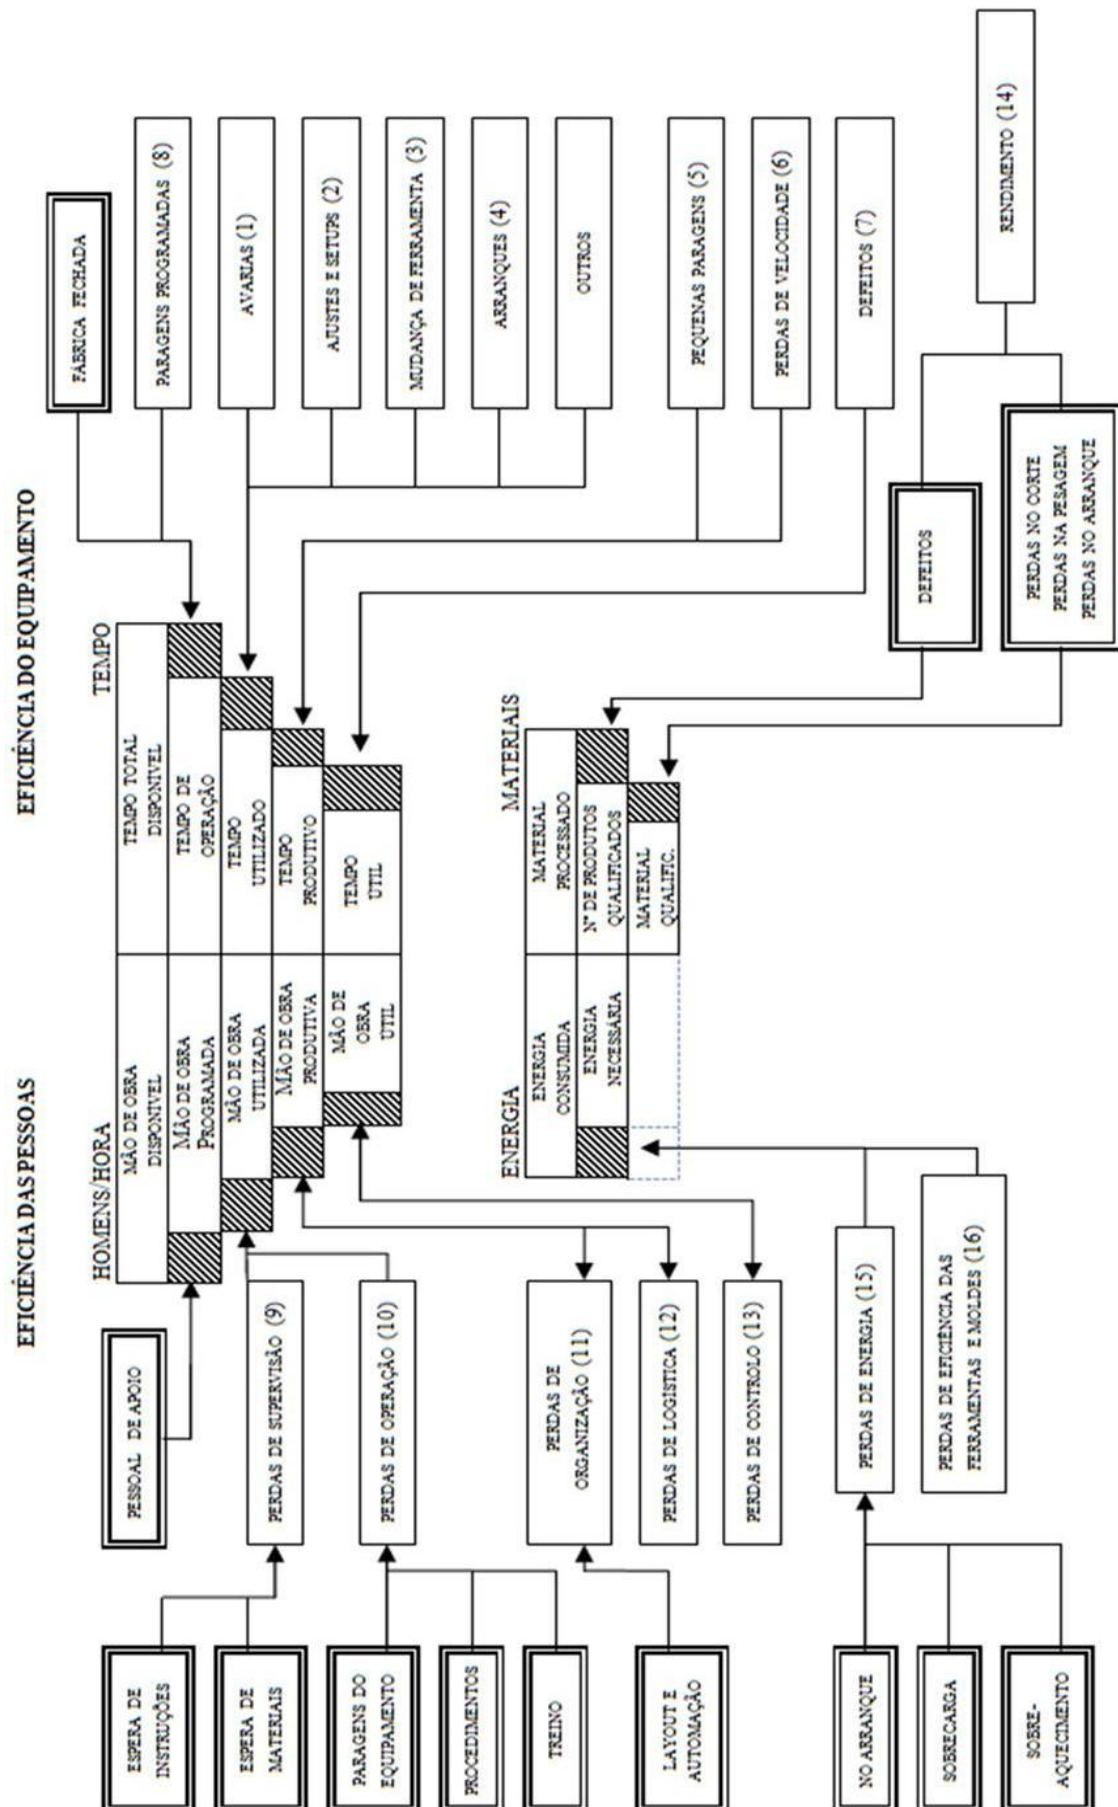 EFICIÊNCIA DAS PESSOAS
EFICIÊNCIA DO EQUIPAMENTO
HOMENS/HORA
TEMPO
MÃO DE OBRA
DISPONÍVEL
TEMPO TOTAL
DISPONÍVEL
MÃO DE OBRA
PROGRAMADA
TEMPO DE
OPERAÇÃO
MÃO DE OBRA
UTILIZADA
TEMPO
UTILIZADO
MÃO DE OBRA
PRODUTIVA
TEMPO
PRODUTIVO
MÃO DE
OBRA
ÚTIL
TEMPO
ÚTIL
ENERGIA
MATERIAIS
ENERGIA
CONSUMIDA
MATERIAL
PROCESSADO
ENERGIA
NECESSÁRIA
Nº DE PRODUTOS
QUALIFICADOS
MATERIAL
QUALIFIC.
ESPERA DE
INSTRUÇÕES
ESPERA DE
MATERIAIS
PARAGENS DO
EQUIPAMENTO
PROCEDIMENTOS
TREINO
LAYOUT E
AUTOMAÇÃO
NO ARRANQUE
SOBRECARGA
SOBRE-
AQUECIMENTO
PESSOAL DE APOIO
PERDAS DE SUPERVISÃO (9)
PERDAS DE OPERAÇÃO (10)
PERDAS DE
ORGANIZAÇÃO (11)
PERDAS DE LOGÍSTICA (12)
PERDAS DE CONTROLO (13)
PERDAS DE ENERGIA (15)
PERDAS DE EFICIÊNCIA DAS
FERRAMENTAS E MOLDES (16)
FÁBRICA FECHADA
PARAGENS PROGRAMADAS (8)
AVARIAS (1)
AJUSTES E SETUPS (2)
MUDANÇA DE FERRAMENTA (3)
ARRANQUES (4)
OUTROS
PEQUENAS PARAGENS (5)
PERDAS DE VELOCIDADE (6)
DEFEITOS (7)
DEFEITOS
PERDAS NO CORTE
PERDAS NA PESAGEM
PERDAS NO ARRANQUE
RENDIMENTO (14)